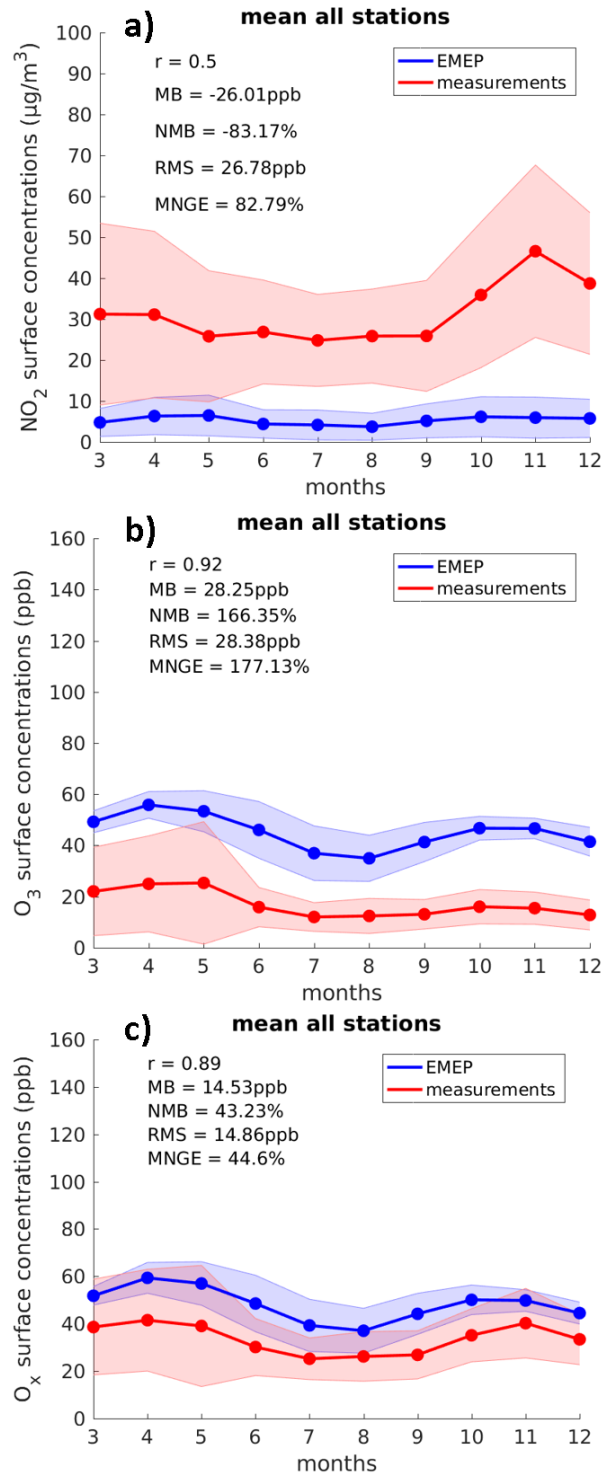 a)
mean all stations
NO2 surface concentrations (µg/m³)
100
90
80
70
60
50
40
30
20
10
0
r = 0.5
MB = -26.01ppb
NMB = -83.17%
RMS = 26.78ppb
MNGE = 82.79%
EMEP
measurements
3 4 5 6 7 8 9 10 11 12
months
b)
mean all stations
O3 surface concentrations (ppb)
160
140
120
100
80
60
40
20
0
r = 0.92
MB = 28.25ppb
NMB = 166.35%
RMS = 28.38ppb
MNGE = 177.13%
EMEP
measurements
3 4 5 6 7 8 9 10 11 12
months
c)
mean all stations
Ox surface concentrations (ppb)
160
140
120
100
80
60
40
20
0
r = 0.89
MB = 14.53ppb
NMB = 43.23%
RMS = 14.86ppb
MNGE = 44.6%
EMEP
measurements
3 4 5 6 7 8 9 10 11 12
months